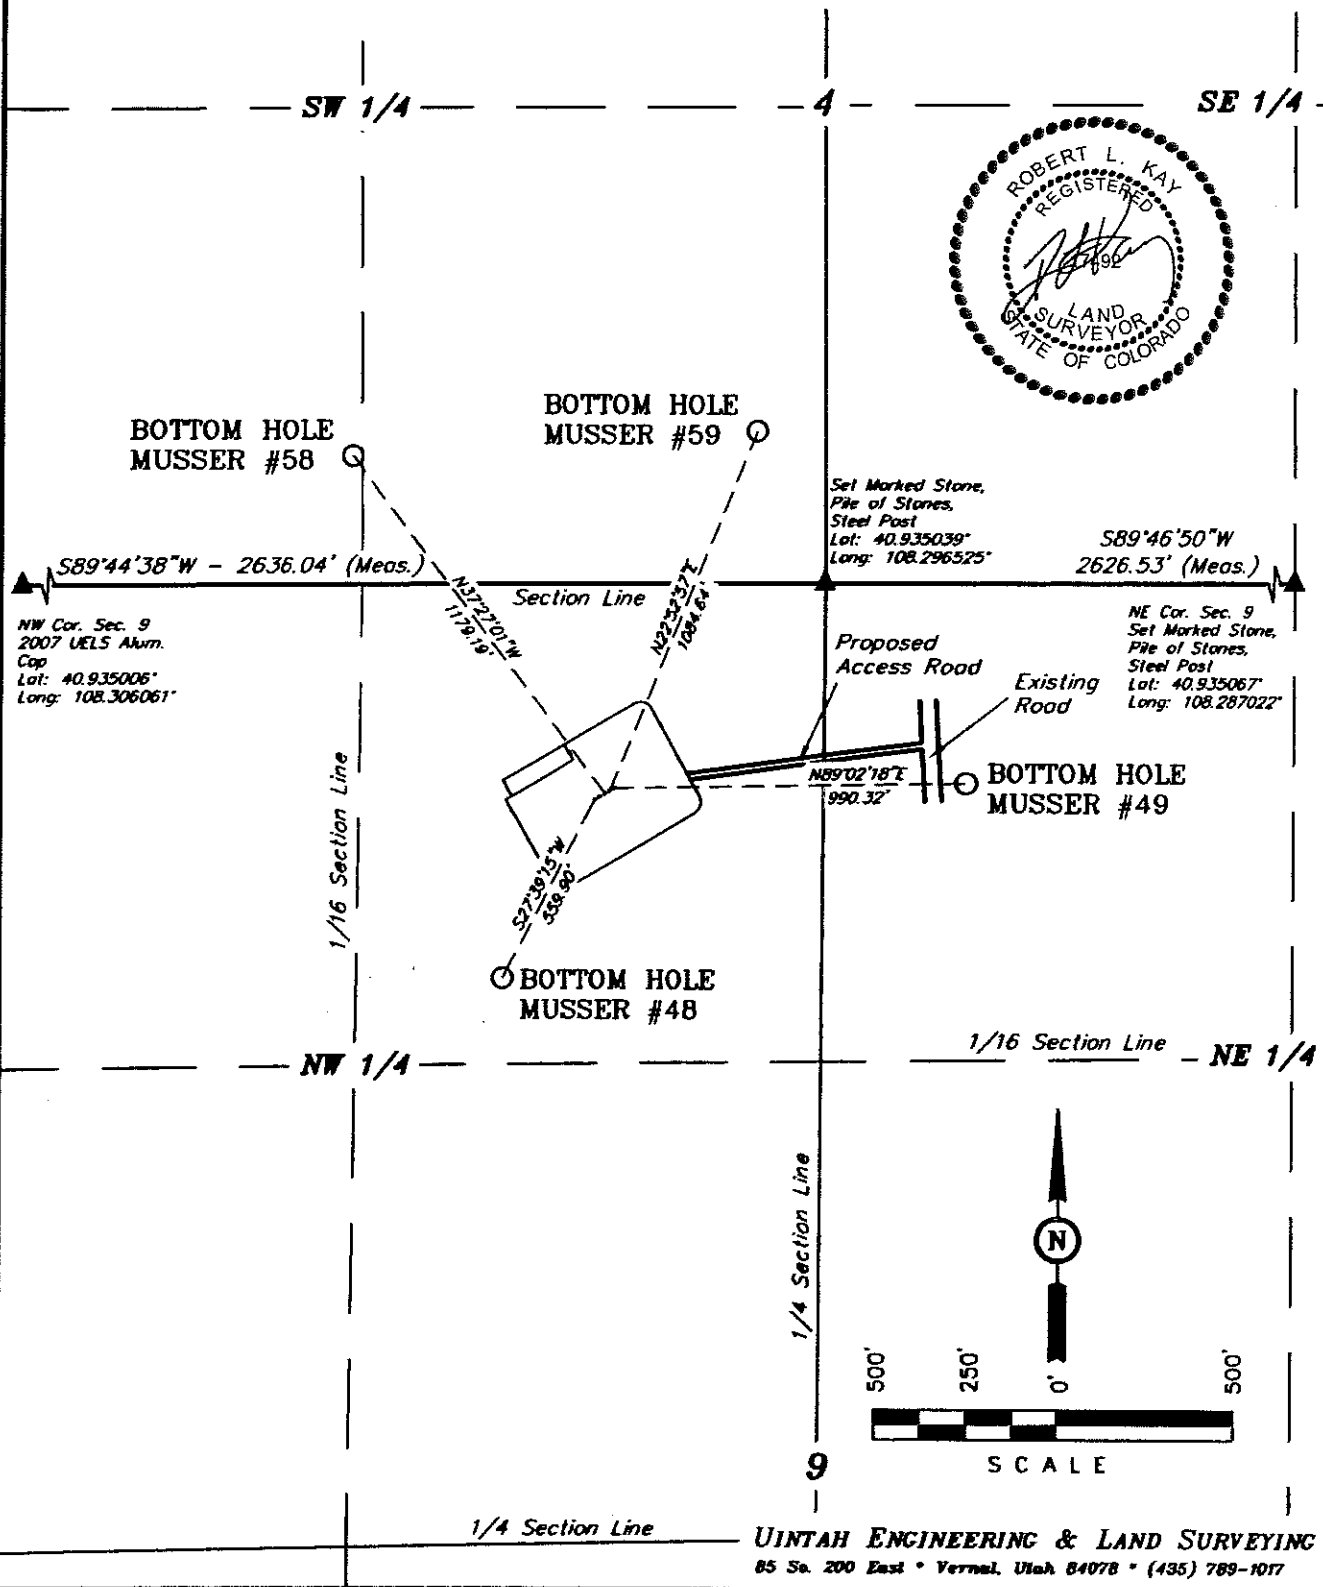 SW 1/4
4
SE 1/4
ROBERT L. KAY
REGISTERED
LAND
SURVEYOR
STATE OF COLORADO
BOTTOM HOLE
MUSSER #58
BOTTOM HOLE
MUSSER #59
Set Marked Stone,
Pile of Stones,
Steel Post
Lat: 40.935039°
Long: 108.296525°
S89°44'38"W - 2636.04' (Meas.)
S89°46'50"W
2626.53' (Meas.)
Section Line
N37°27'01"W
1179.19'
N22°52'37"E
1084.64'
NW Cor. Sec. 9
2007 UELS Alum.
Cap
Lat: 40.935006°
Long: 108.306061°
NE Cor. Sec. 9
Set Marked Stone,
Pile of Stones,
Steel Post
Lat: 40.935067°
Long: 108.287022°
Proposed
Access Road
Existing
Road
N89°02'18"E
990.32'
BOTTOM HOLE
MUSSER #49
1/16 Section Line
S27°39'15"W
559.90'
BOTTOM HOLE
MUSSER #48
1/16 Section Line
NW 1/4
NE 1/4
1/4 Section Line
N
500'
250'
0'
500'
SCALE
9
1/4 Section Line
UINTAH ENGINEERING & LAND SURVEYING
85 So. 200 East * Vernal, Utah 84078 * (435) 789-1017